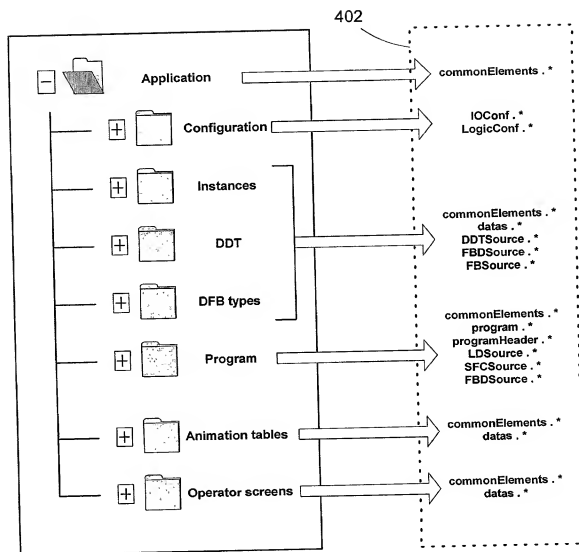 402
Application
commonElements . *
Configuration
IOConf . *
LogicConf . *
Instances
DDT
DFB types
commonElements . *
datas . *
DDTSource . *
FBDSource . *
FBSource . *
Program
commonElements . *
program . *
programHeader . *
LDSource . *
SFCSource . *
FBDSource . *
Animation tables
commonElements . *
datas . *
Operator screens
commonElements . *
datas . *